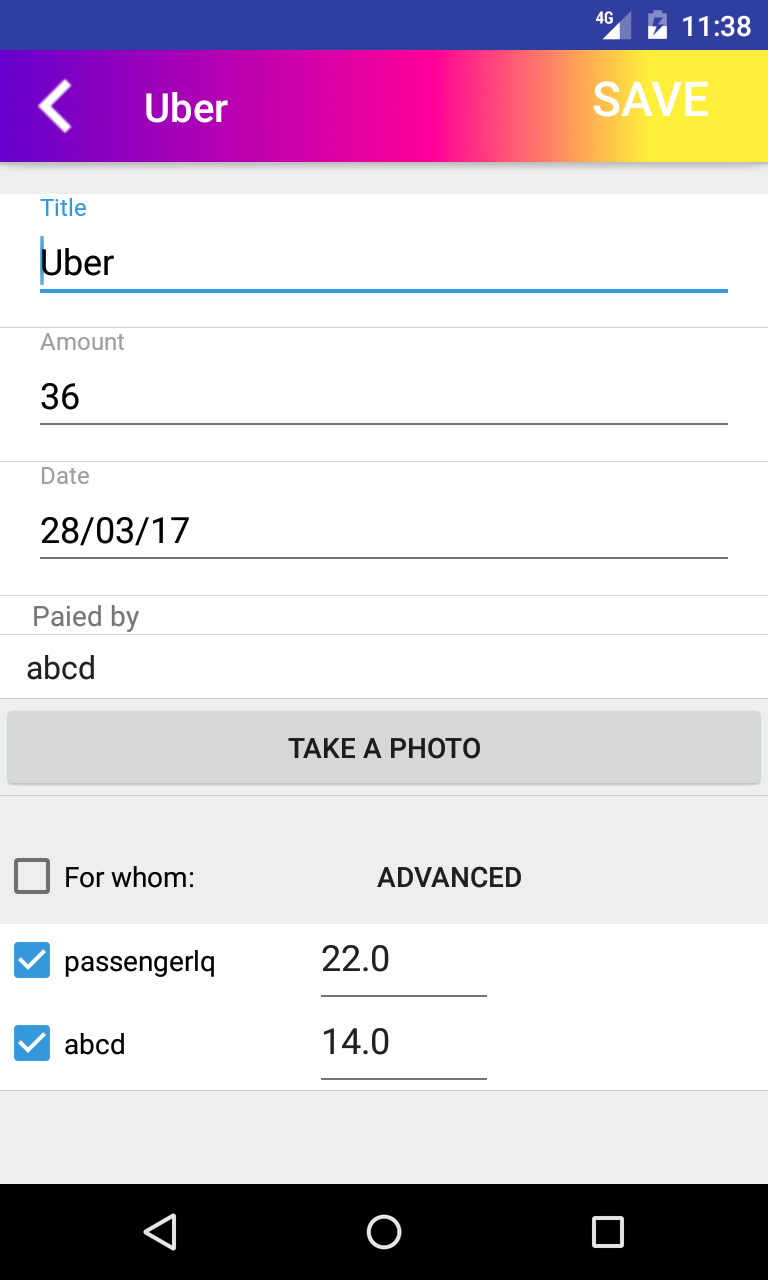 4G 11:38
Uber SAVE
Title
Uber
Amount
36
Date
28/03/17
Paied by
abcd
TAKE A PHOTO
For whom: ADVANCED
passengerlq 22.0
abcd 14.0